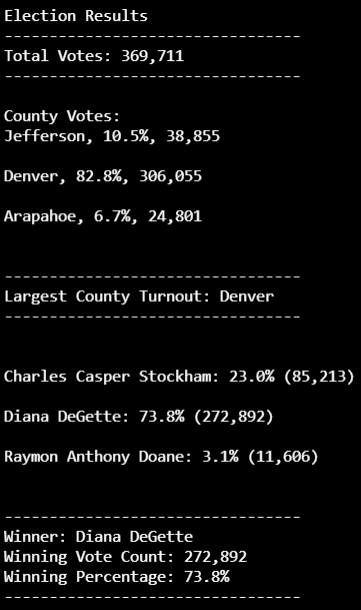 Election Results
---------------------------------
Total Votes: 369,711
---------------------------------
County Votes:
Jefferson, 10.5%, 38,855
Denver, 82.8%, 306,055
Arapahoe, 6.7%, 24,801
---------------------------------
Largest County Turnout: Denver
---------------------------------
Charles Casper Stockham: 23.0% (85,213)
Diana DeGette: 73.8% (272,892)
Raymon Anthony Doane: 3.1% (11,606)
---------------------------------
Winner: Diana DeGette
Winning Vote Count: 272,892
Winning Percentage: 73.8%
---------------------------------